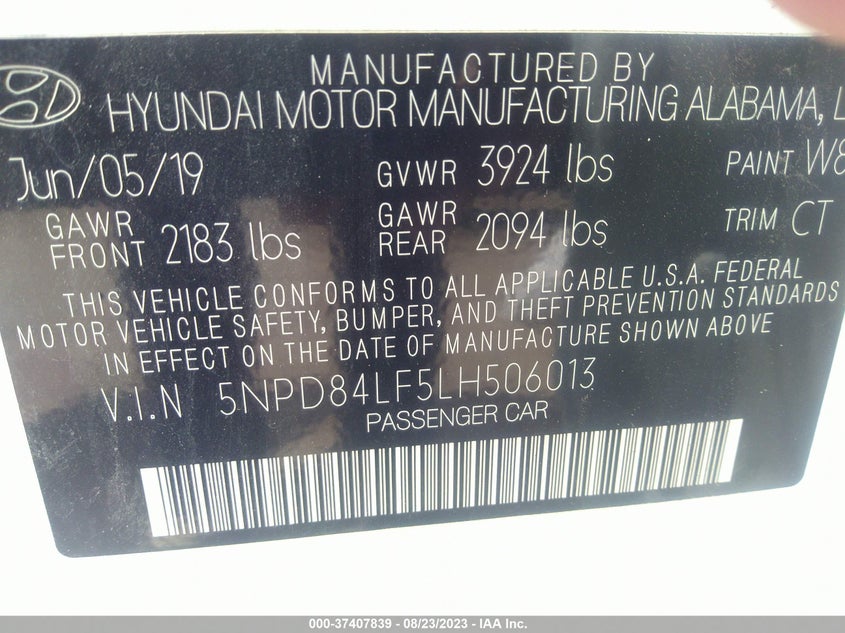 MANUFACTURED BY
HYUNDAI MOTOR MANUFACTURING ALABAMA,
Jun/05/19 GVWR 3924 lbs PAINT
GAWR FRONT 2183 lbs GAWR REAR 2094 lbs TRIM CT
THIS VEHICLE CONFORMS TO ALL APPLICABLE U.S.A. FEDERAL
MOTOR VEHICLE SAFETY, BUMPER, AND THEFT PREVENTION STANDARDS
IN EFFECT ON THE DATE OF MANUFACTURE SHOWN ABOVE
V.I.N 5NPD84LF5LH506013
PASSENGER CAR
000-37407839 - 08/23/2023 - IAA Inc.